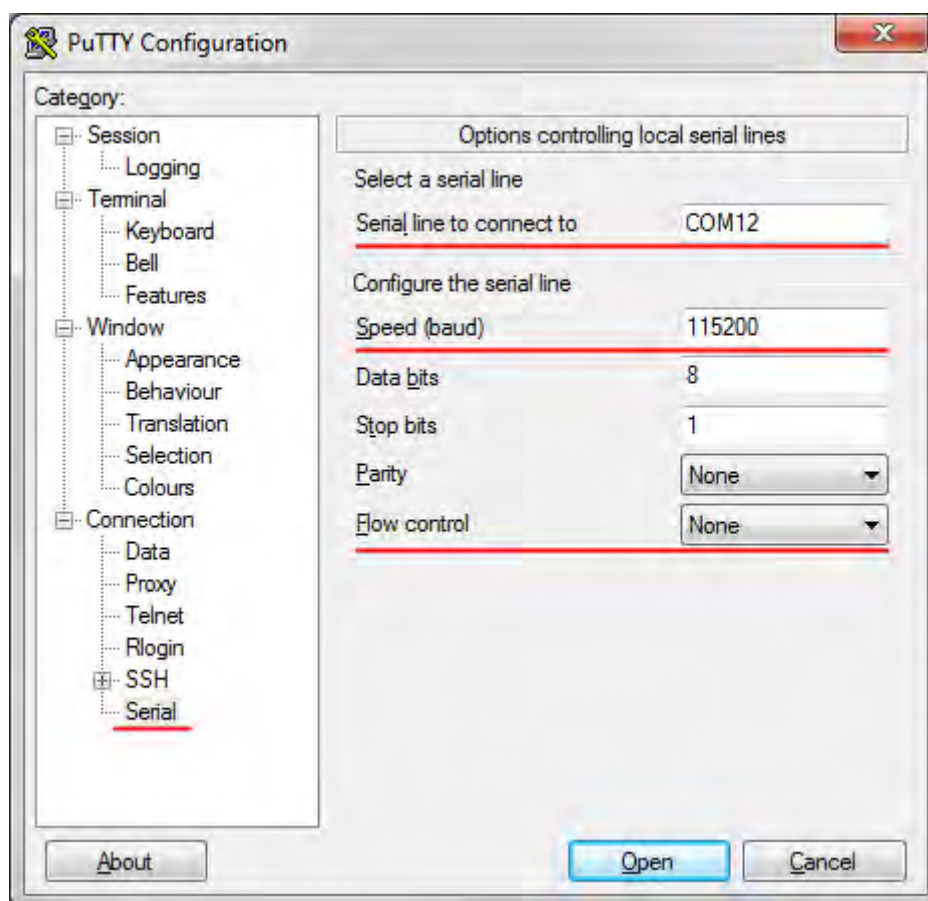 PuTTY Configuration
Category:
Session
Logging
Terminal
Keyboard
Bell
Features
Window
Appearance
Behaviour
Translation
Selection
Colours
Connection
Data
Proxy
Telnet
Rlogin
SSH
Serial
Options controlling local serial lines
Select a serial line
Serial line to connect to COM12
Configure the serial line
Speed (baud) 115200
Data bits 8
Stop bits 1
Parity None
Flow control None
About Open Cancel